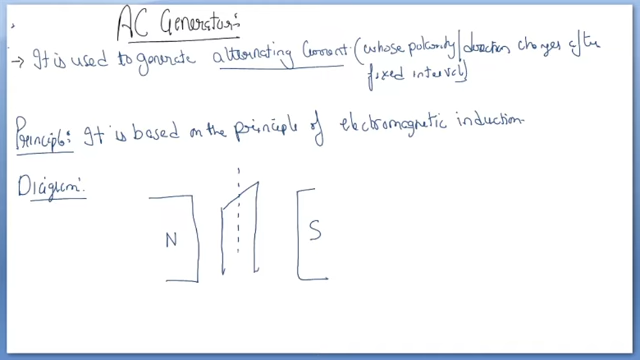 AC Generator:
→ It is used to generate alternating Current (whose polarity/direction changes after
fixed interval)
Principle: It is based on the principle of electromagnetic induction.
Diagram:
N
S